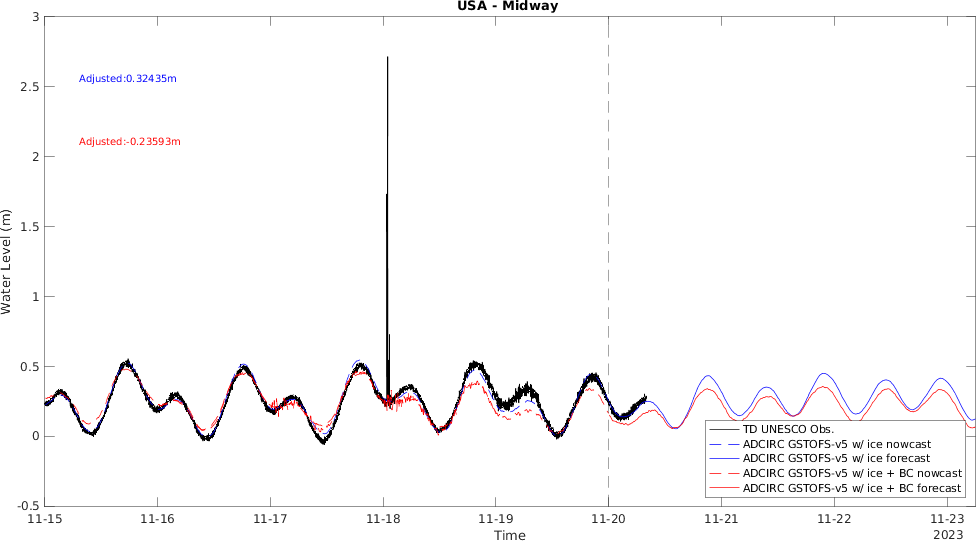 USA - Midway
3
2.5
2
1.5
1
0.5
0
-0.5
Water Level (m)
Adjusted:0.32435m
Adjusted:-0.23593m
TD UNESCO Obs.
ADCIRC GSTOFS-v5 w/ ice nowcast
ADCIRC GSTOFS-v5 w/ ice forecast
ADCIRC GSTOFS-v5 w/ ice + BC nowcast
ADCIRC GSTOFS-v5 w/ ice + BC forecast
11-15 11-16 11-17 11-18 11-19 11-20 11-21 11-22 11-23
2023
Time